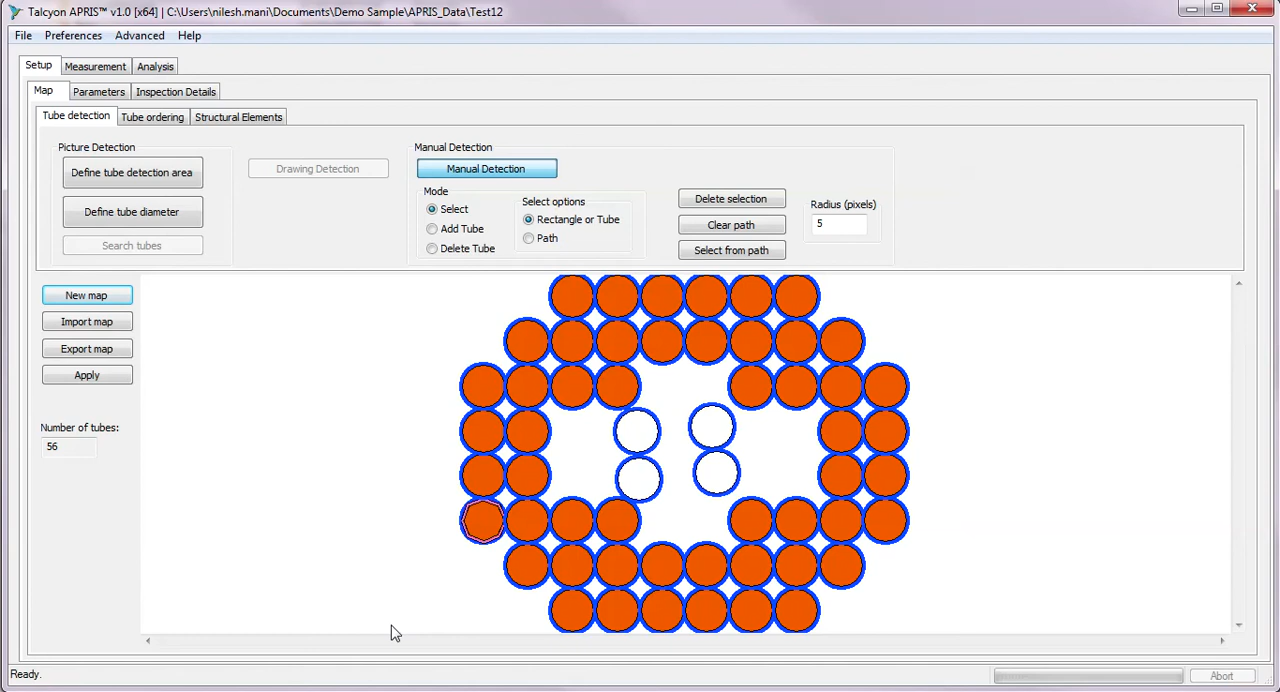 Talcyon APRIS™ v1.0 [x64] | C:\Users\nilesh.mani\Documents\Demo Sample\APRIS_Data\Test12
File Preferences Advanced Help
Setup Measurement Analysis
Map Parameters Inspection Details
Tube detection Tube ordering Structural Elements
Picture Detection
Define tube detection area
Define tube diameter
Search tubes
Drawing Detection
Manual Detection
Manual Detection
Mode
Select
Add Tube
Delete Tube
Select options
Rectangle or Tube
Path
Delete selection
Clear path
Select from path
Radius (pixels)
5
New map
Import map
Export map
Apply
Number of tubes:
56
Ready.
Abort